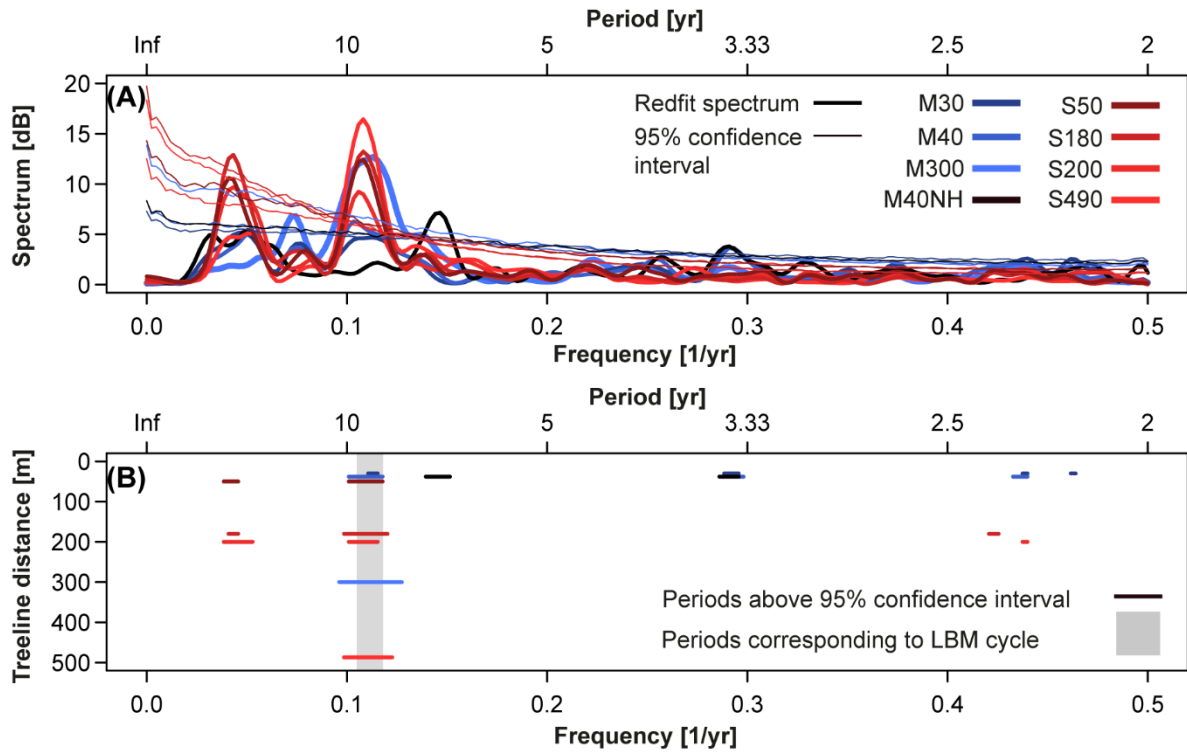 Period [yr]
Inf 10 5 3.33 2.5 2
(A)
Spectrum [dB]
20
15
10
5
0
Redfit spectrum
95% confidence
interval
M30
M40
M300
M40NH
S50
S180
S200
S490
0.0 0.1 0.2 0.3 0.4 0.5
Frequency [1/yr]
Period [yr]
Inf 10 5 3.33 2.5 2
(B)
Treeline distance [m]
0
100
200
300
400
500
Periods above 95% confidence interval
Periods corresponding to LBM cycle
0.0 0.1 0.2 0.3 0.4 0.5
Frequency [1/yr]